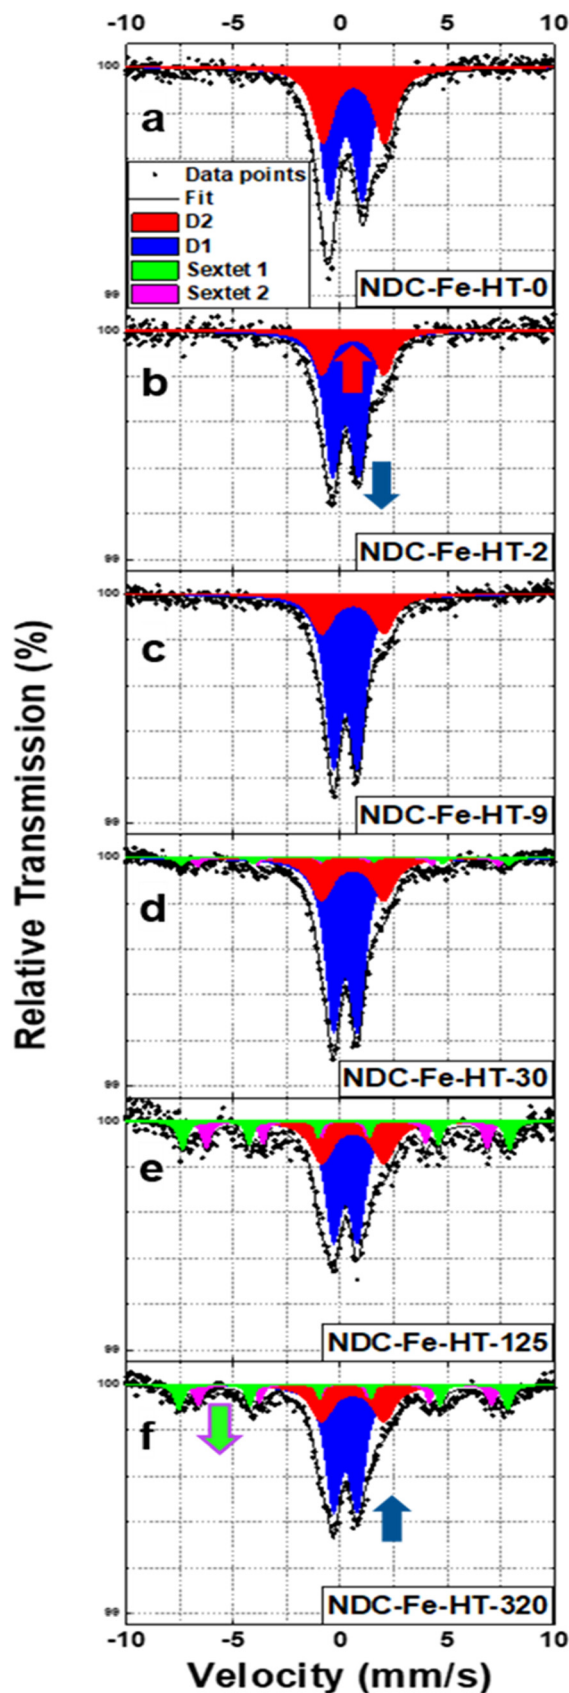 -10 -5 0 5 10
100
a
Data points
Fit
D2
D1
Sextet 1
Sextet 2
99
NDC-Fe-HT-0
100
b
99
NDC-Fe-HT-2
100
c
99
NDC-Fe-HT-9
100
d
99
NDC-Fe-HT-30
100
e
99
NDC-Fe-HT-125
100
f
99
NDC-Fe-HT-320
-10 -5 0 5 10
Velocity (mm/s)
Relative Transmission (%)